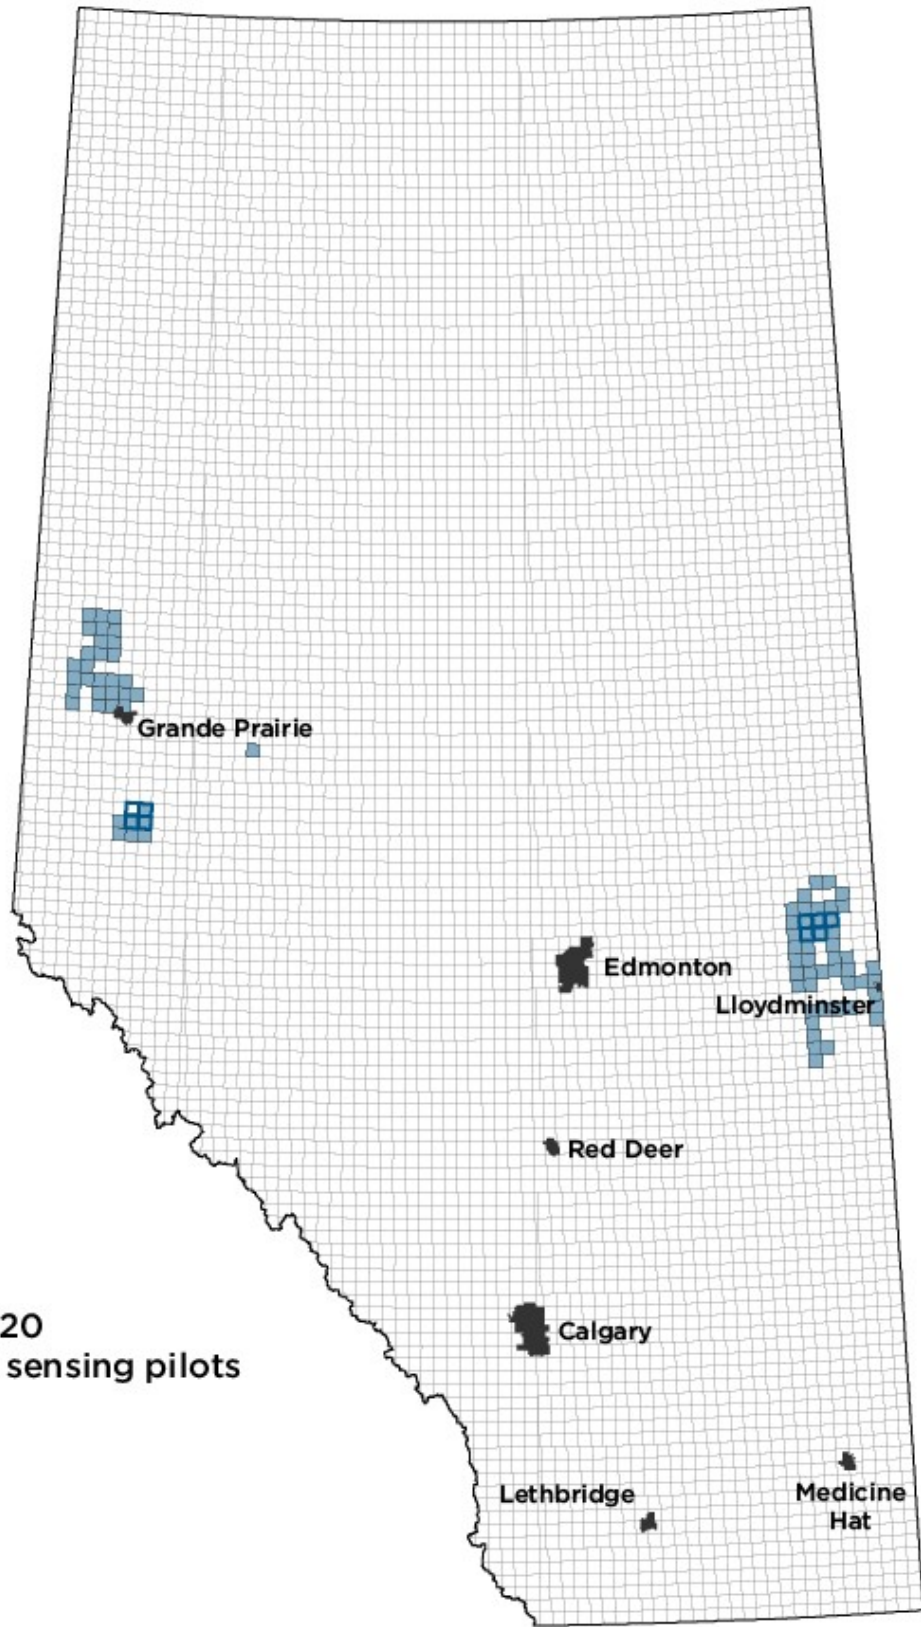 Grande Prairie
Edmonton
Lloydminster
Red Deer
20
Calgary
sensing pilots
Lethbridge
Medicine
Hat